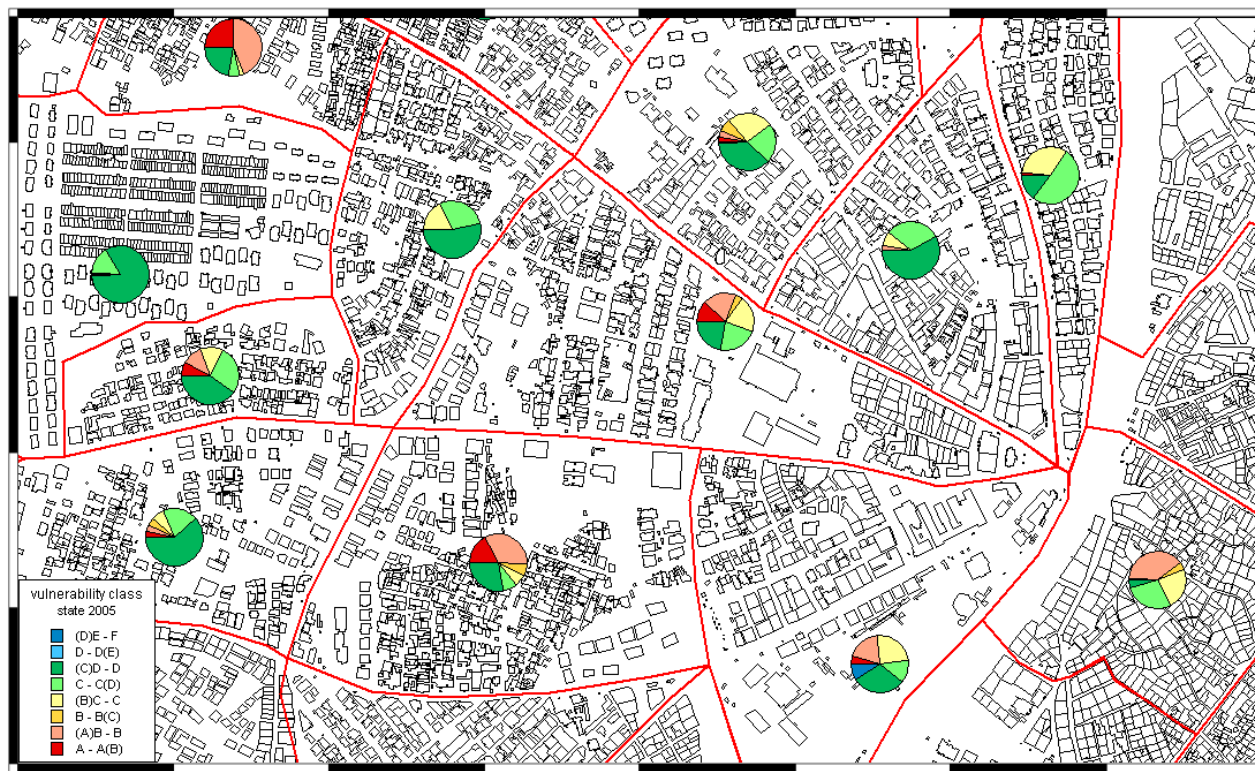 vulnerability class
state 2005
(D)E - F
D - D(E)
(C)D - D
C - C(D)
(B)C - C
B - B(C)
(A)B - B
A - A(B)